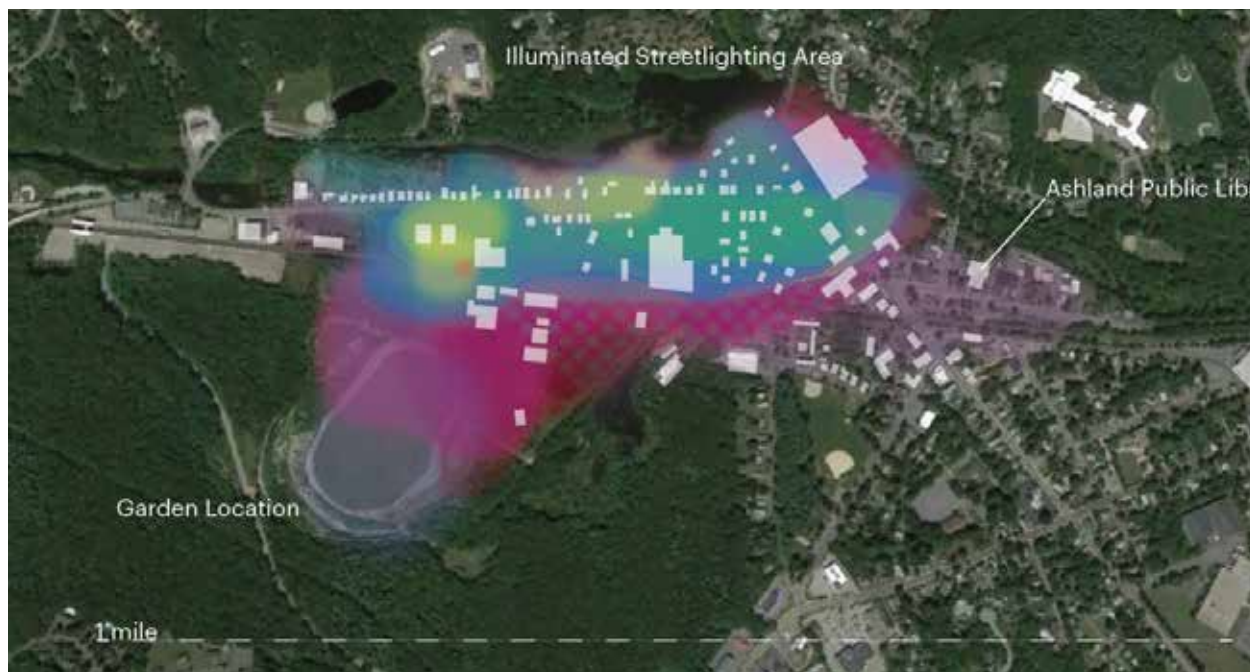 Illuminated Streetlighting Area
Ashland Public Lib
Garden Location
1 mile